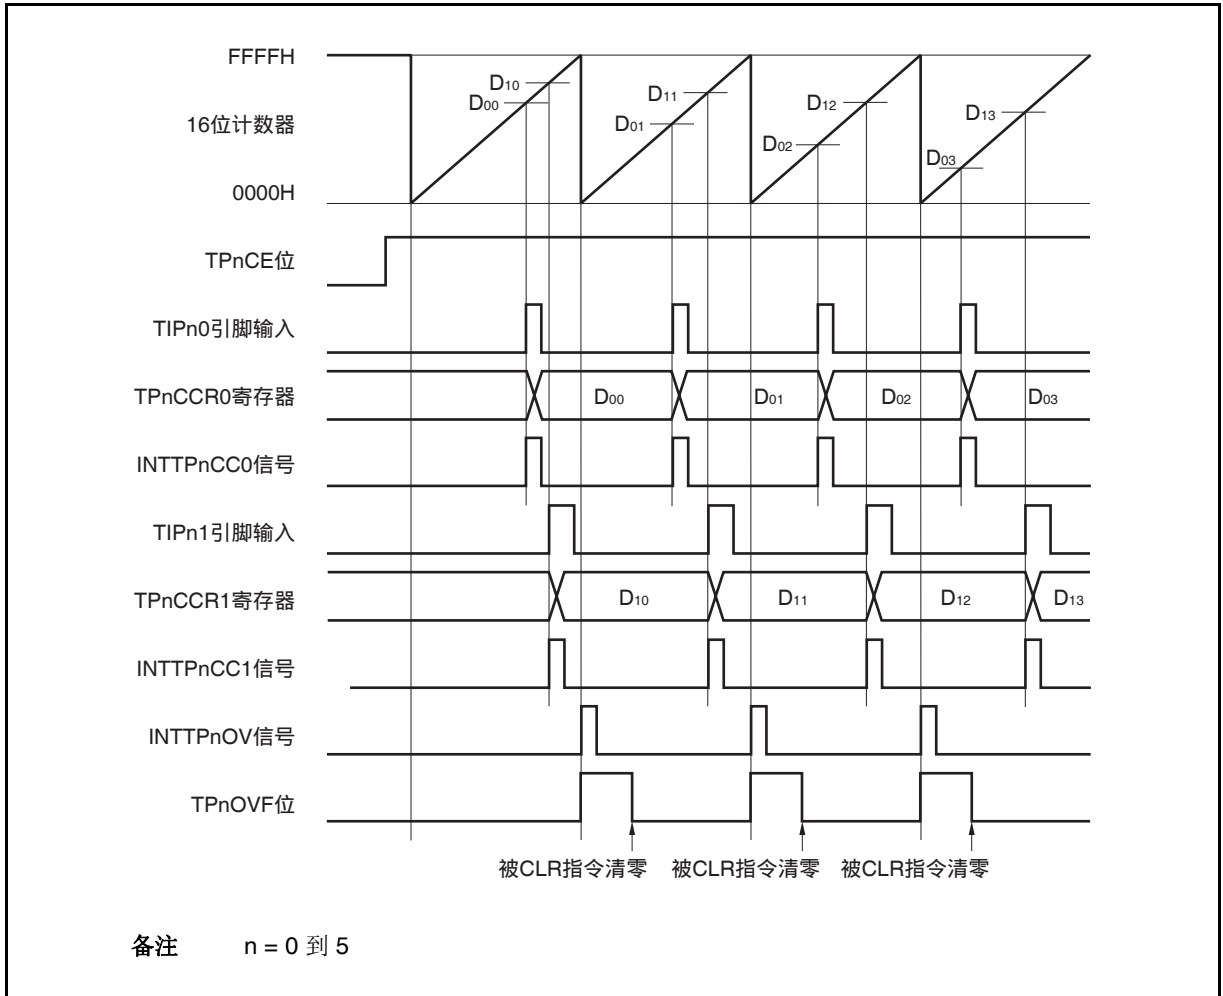 FFFFH
D10
D00
D11
D01
D12
D02
D13
D03
16位计数器
0000H
TPnCE位
TIPn0引脚输入
TPnCCR0寄存器
D00
D01
D02
D03
INTTPnCC0信号
TIPn1引脚输入
TPnCCR1寄存器
D10
D11
D12
D13
INTTPnCC1信号
INTTPnOV信号
TPnOVF位
被CLR指令清零 被CLR指令清零 被CLR指令清零
备注 n = 0 到 5